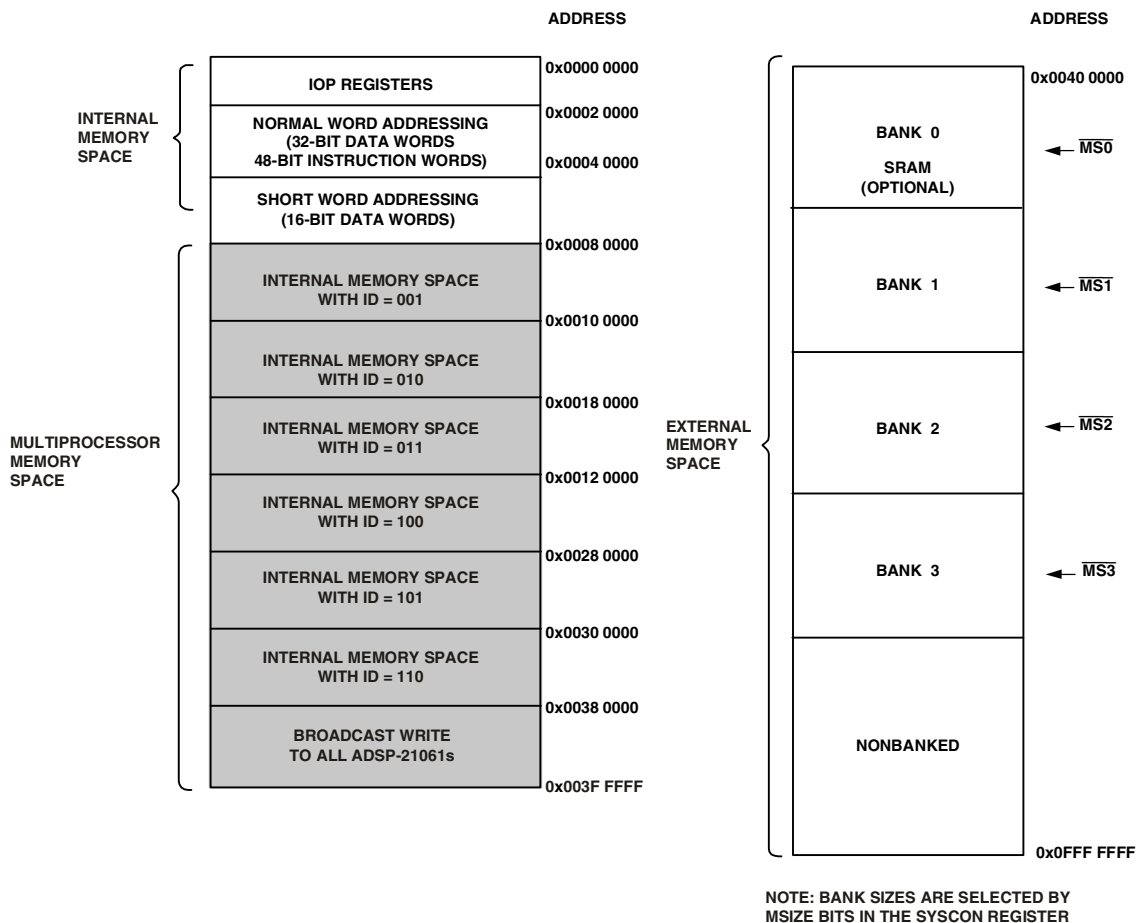 ADDRESS
INTERNAL
MEMORY
SPACE
IOP REGISTERS
0x0000 0000
0x0002 0000
NORMAL WORD ADDRESSING
(32-BIT DATA WORDS
48-BIT INSTRUCTION WORDS)
0x0004 0000
SHORT WORD ADDRESSING
(16-BIT DATA WORDS)
0x0008 0000
MULTIPROCESSOR
MEMORY
SPACE
INTERNAL MEMORY SPACE
WITH ID = 001
0x0010 0000
INTERNAL MEMORY SPACE
WITH ID = 010
0x0018 0000
INTERNAL MEMORY SPACE
WITH ID = 011
0x0012 0000
INTERNAL MEMORY SPACE
WITH ID = 100
0x0028 0000
INTERNAL MEMORY SPACE
WITH ID = 101
0x0030 0000
INTERNAL MEMORY SPACE
WITH ID = 110
0x0038 0000
BROADCAST WRITE
TO ALL ADSP-21061s
0x003F FFFF
ADDRESS
0x0040 0000
EXTERNAL
MEMORY
SPACE
BANK 0
SRAM
(OPTIONAL)
MS0
BANK 1
MS1
BANK 2
MS2
BANK 3
MS3
NONBANKED
0x0FFF FFFF
NOTE: BANK SIZES ARE SELECTED BY
MSIZE BITS IN THE SYSCON REGISTER